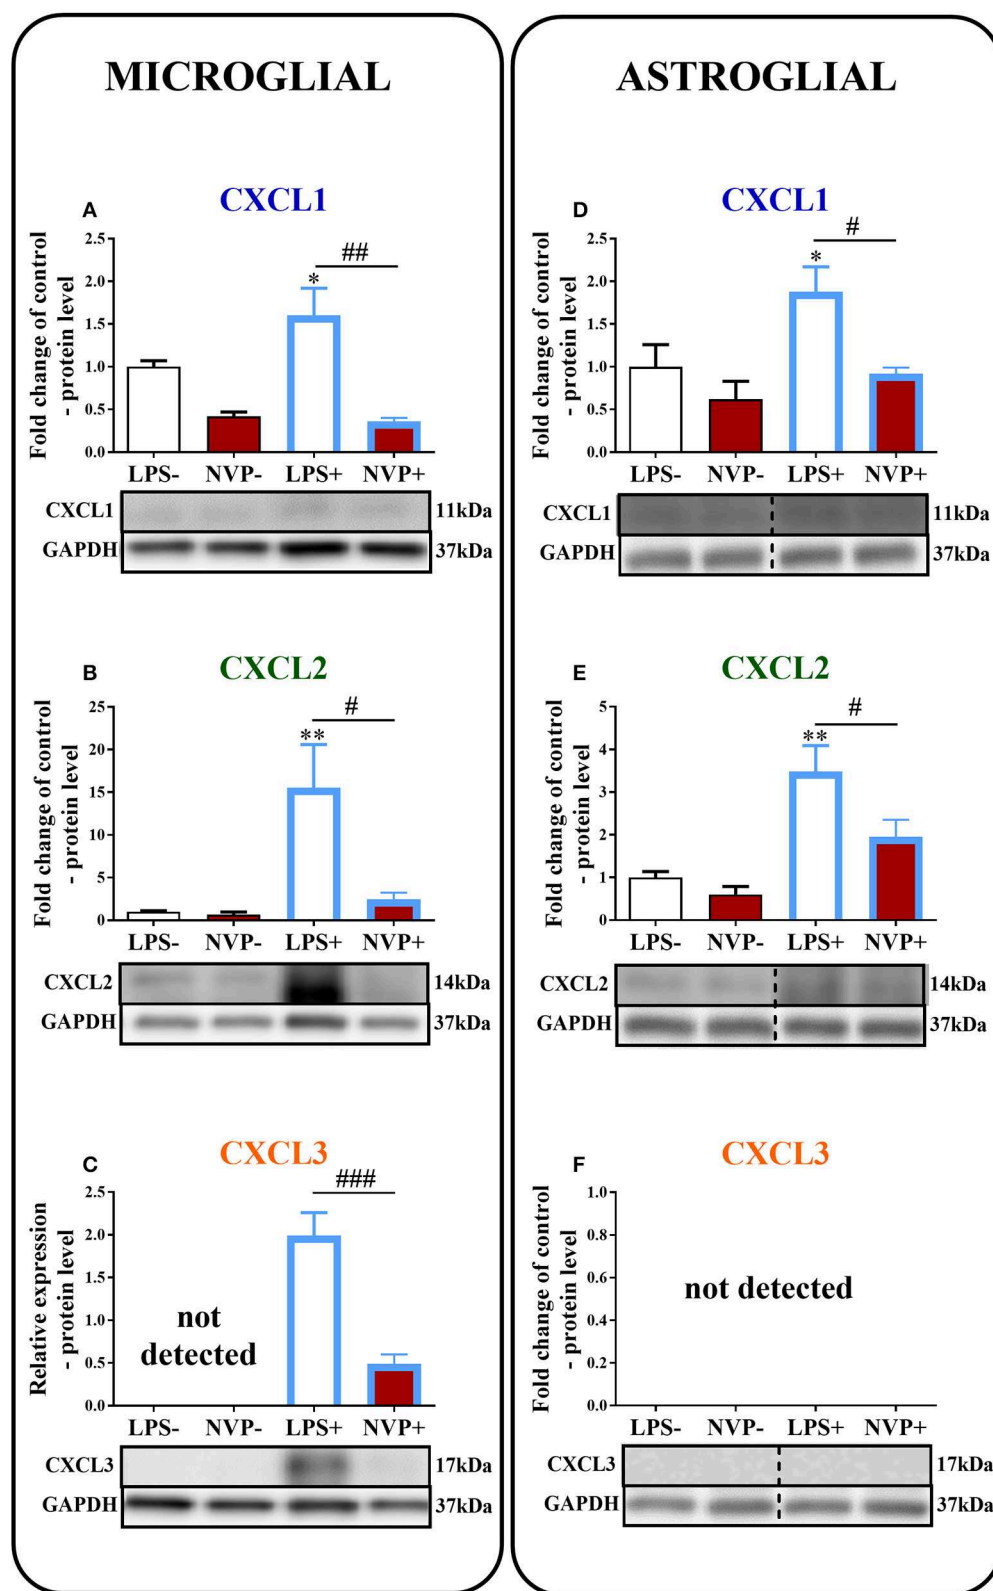 MICROGLIAL
A
CXCL1
Fold change of control
- protein level
2.5
2.0
1.5
1.0
0.5
0.0
*
##
LPS- NVP- LPS+ NVP+
CXCL1 11kDa
GAPDH 37kDa
B
CXCL2
Fold change of control
- protein level
25
20
15
10
5
0
**
#
LPS- NVP- LPS+ NVP+
CXCL2 14kDa
GAPDH 37kDa
C
CXCL3
Relative expression
- protein level
2.5
2.0
1.5
1.0
0.5
0.0
###
not
detected
LPS- NVP- LPS+ NVP+
CXCL3 17kDa
GAPDH 37kDa
ASTROGLIAL
D
CXCL1
Fold change of control
- protein level
2.5
2.0
1.5
1.0
0.5
0.0
*
#
LPS- NVP- LPS+ NVP+
CXCL1 11kDa
GAPDH 37kDa
E
CXCL2
Fold change of control
- protein level
5
4
3
2
1
0
**
#
LPS- NVP- LPS+ NVP+
CXCL2 14kDa
GAPDH 37kDa
F
CXCL3
Fold change of control
- protein level
1.0
0.8
0.6
0.4
0.2
0.0
not detected
LPS- NVP- LPS+ NVP+
CXCL3 17kDa
GAPDH 37kDa